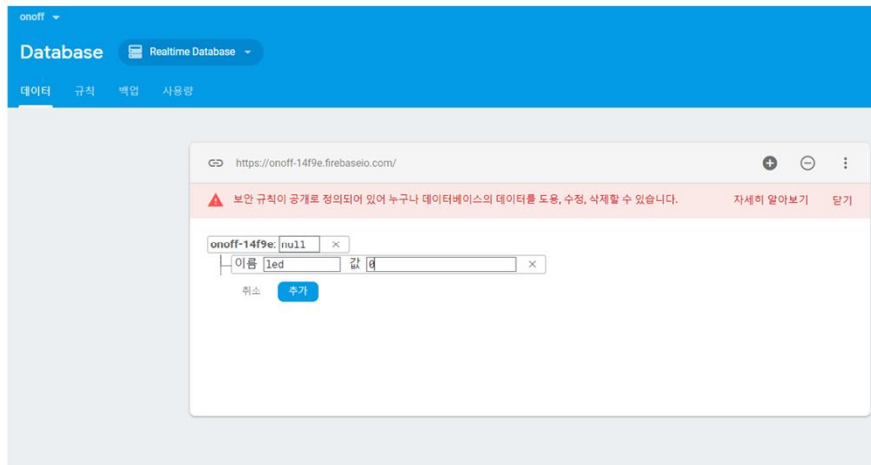 onoff
Database Realtime Database
데이터 규칙 백업 사용량
https://onoff-14f9e.firebaseio.com/
보안 규칙이 공개로 정의되어 있어 누구나 데이터베이스의 데이터를 도용, 수정, 삭제할 수 있습니다. 자세히 알아보기 닫기
onoff-14f9e: null
이름 led 값 0
취소 추가